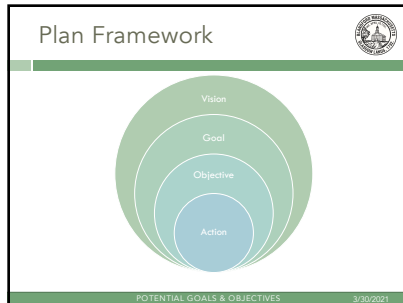 Plan Framework
Vision
Goal
Objective
Action
POTENTIAL GOALS & OBJECTIVES
3/30/2021